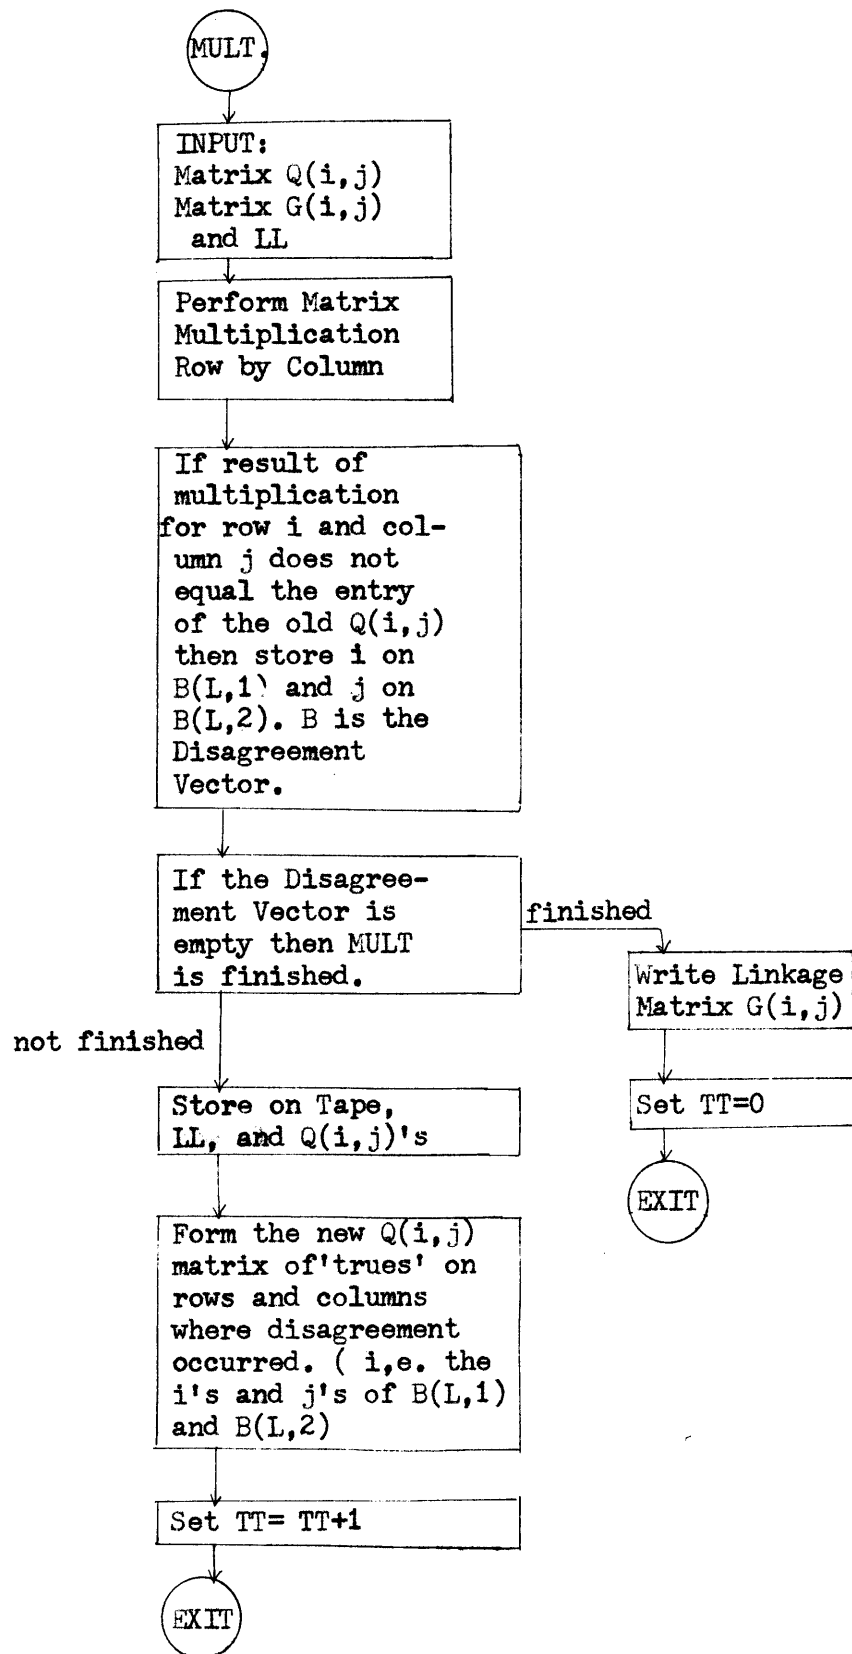 MULT.
INPUT:
Matrix Q(i,j)
Matrix G(i,j)
and LL
Perform Matrix
Multiplication
Row by Column
If result of
multiplication
for row i and col-
umn j does not
equal the entry
of the old Q(i,j)
then store i on
B(L,1) and j on
B(L,2). B is the
Disagreement
Vector.
If the Disagree-
ment Vector is
empty then MULT
is finished.
finished
Write Linkage
Matrix G(i,j)
Set TT=0
EXIT
not finished
Store on Tape,
LL, and Q(i,j)'s
Form the new Q(i,j)
matrix of'trues' on
rows and columns
where disagreement
occurred. ( i,e. the
i's and j's of B(L,1)
and B(L,2)
Set TT= TT+1
EXIT